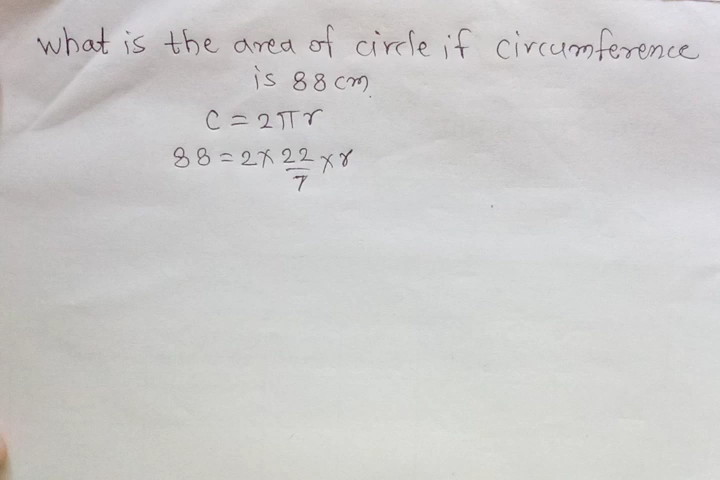 What is the area of circle if circumference
is 88 cm.
C = 2πr
88 = 2 × 22/7 × r